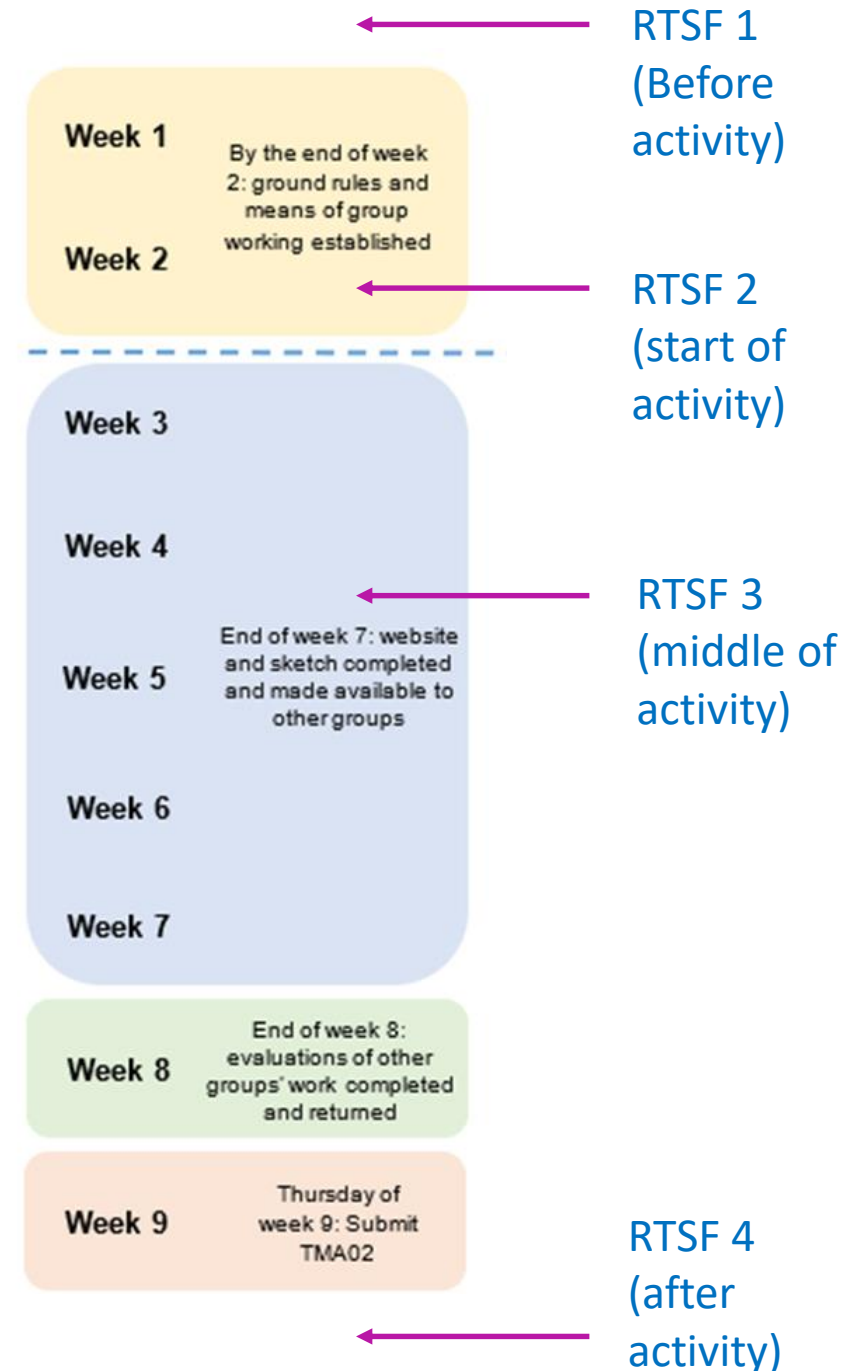 RTSF 1
(Before
activity)
Week 1
By the end of week
2: ground rules and
means of group
working established
Week 2
RTSF 2
(start of
activity)
Week 3
Week 4
RTSF 3
(middle of
activity)
End of week 7: website
and sketch completed
and made available to
other groups
Week 5
Week 6
Week 7
End of week 8:
evaluations of other
groups' work completed
and returned
Week 8
Thursday of
week 9: Submit
TMA02
Week 9
RTSF 4
(after
activity)